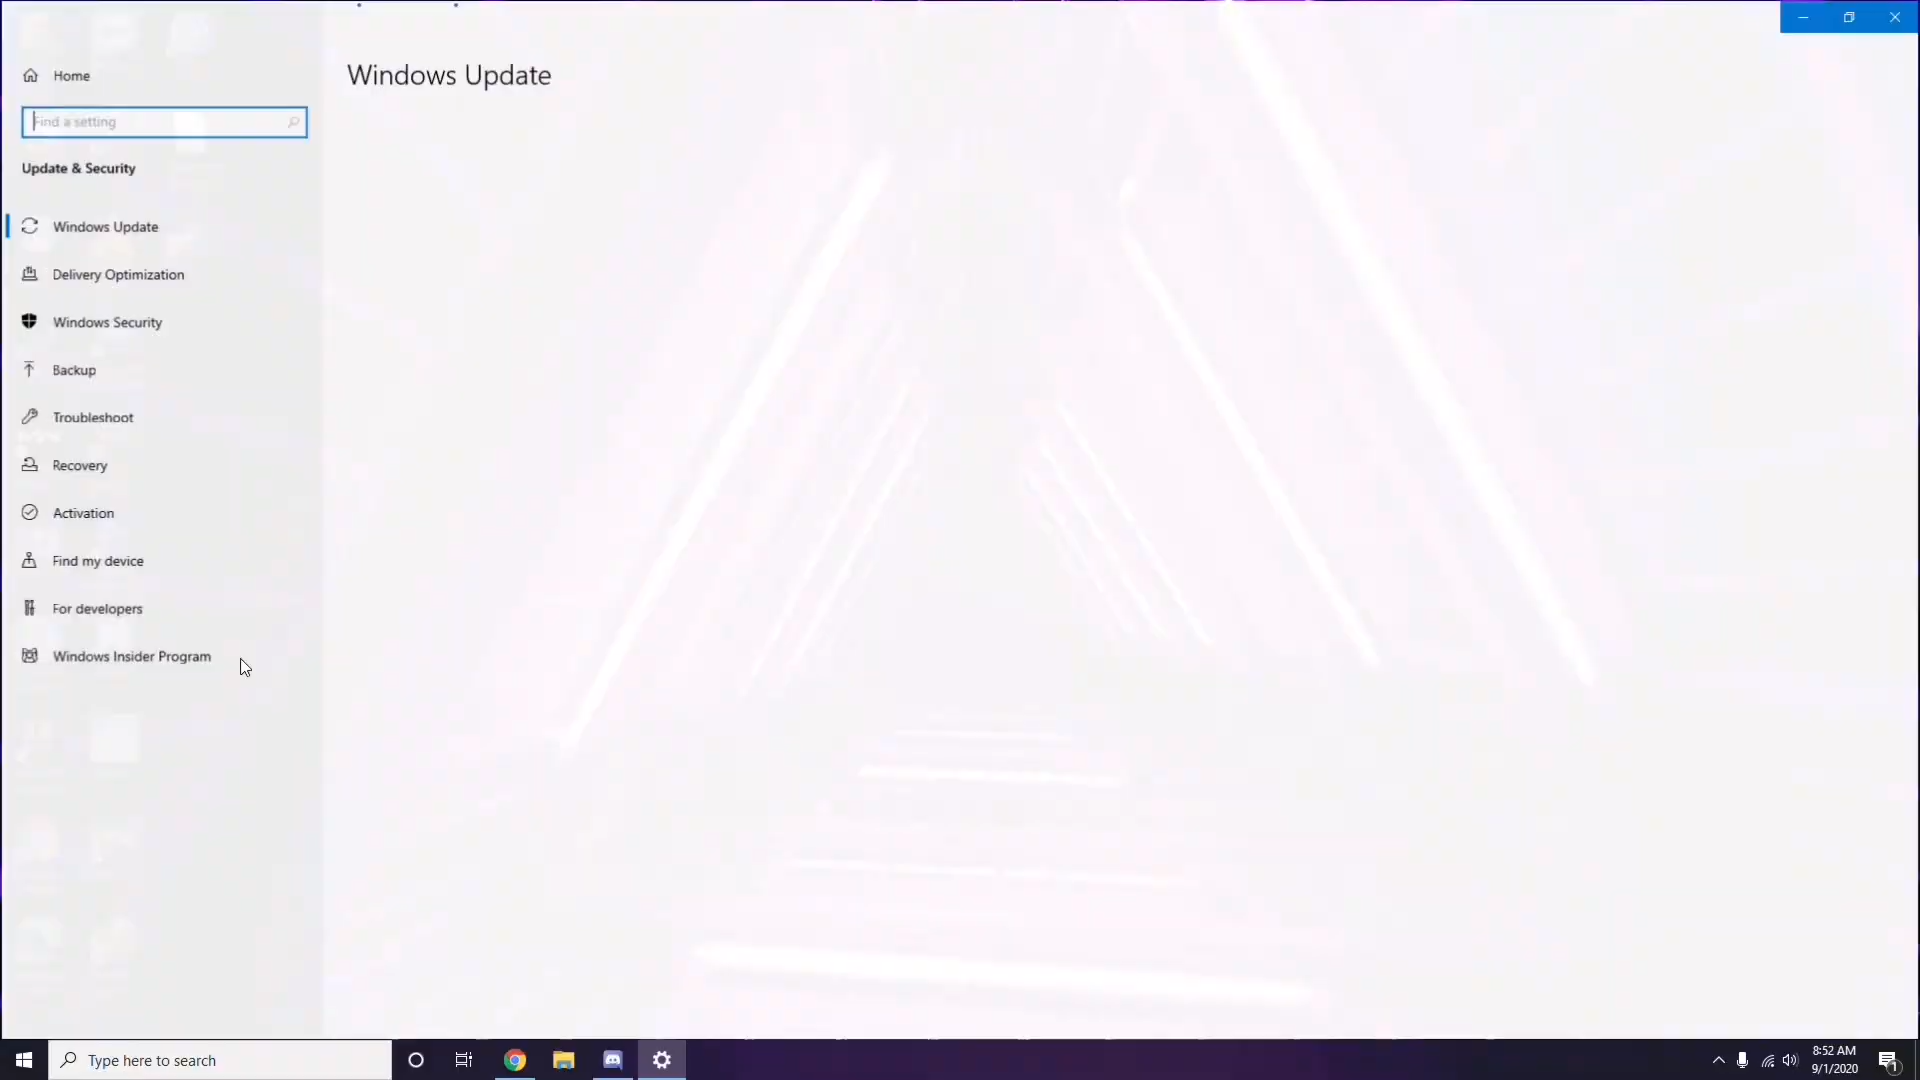 Home
Windows Update
Find a setting
Update & Security
Windows Update
Delivery Optimization
Windows Security
Backup
Troubleshoot
Recovery
Activation
Find my device
For developers
Windows Insider Program
Type here to search
8:52 AM
9/1/2020
1